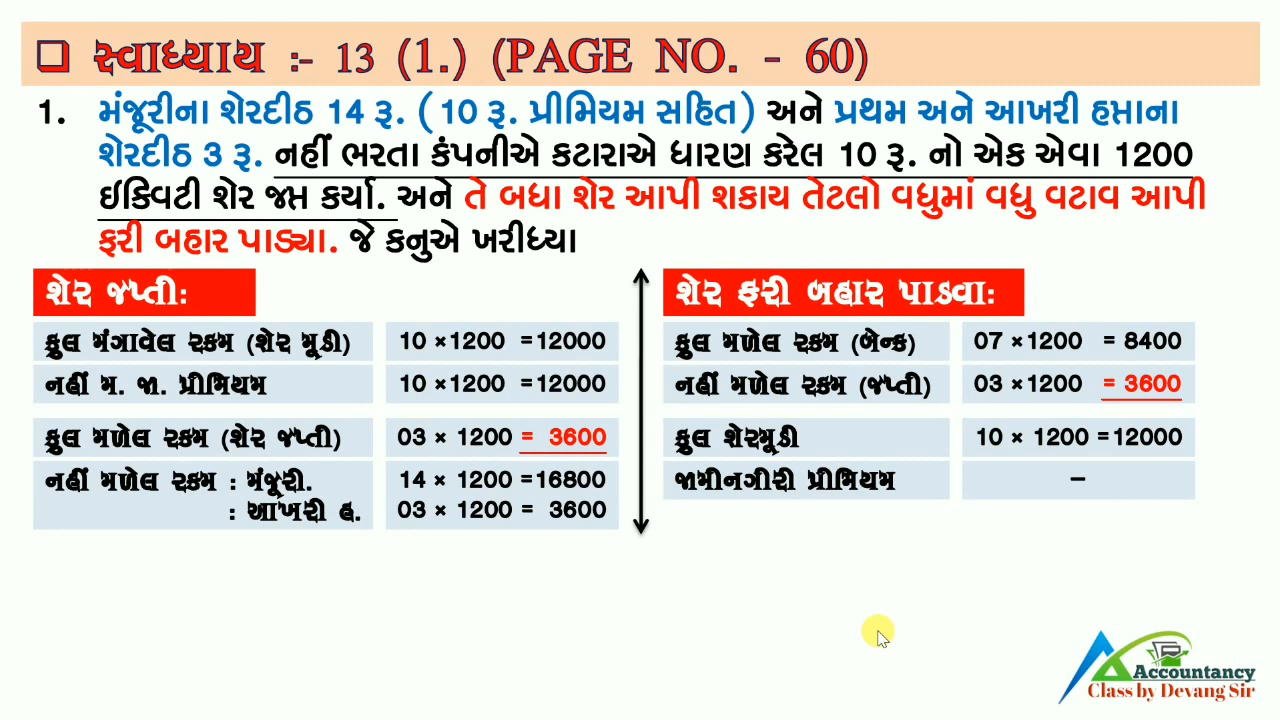 ❑ સ્વાધ્યાય :- 13 (1.) (PAGE NO. - 60)
1. મંજૂરીના શેરદીઠ 14 રૂ. (10 રૂ. પ્રીમિયમ સહિત) અને પ્રથમ અને આખરી હપ્તાના
શેરદીઠ 3 રૂ. નહીં ભરતા કંપનીએ કટારાએ ધારણ કરેલ 10 રૂ. નો એક એવા 1200
ઈક્વિટી શેર જપ્ત કર્યા. અને તે બધા શેર આપી શકાય તેટલો વધુમાં વધુ વટાવ આપી
ફરી બહાર પાડ્યા. જે કનુએ ખરીધ્યા
શેર જપ્તી:
કુલ મંગાવેલ રકમ (શેર મૂડી) 10 ×1200 =12000
નહીં મ. જા. પ્રીમિયમ 10 ×1200 =12000
કુલ મળેલ રકમ (શેર જપ્તી) 03 × 1200 = 3600
નહીં મળેલ રકમ : મંજૂરી. 14 × 1200 =16800
: આખરી હ. 03 × 1200 = 3600
શેર ફરી બહાર પાડવા:
કુલ મળેલ રકમ (બેન્ક) 07 ×1200 = 8400
નહીં મળેલ રકમ (જપ્તી) 03 ×1200 = 3600
કુલ શેરમૂડી 10 × 1200 =12000
જામીનગીરી પ્રીમિયમ –
Accountancy
Class by Devang Sir